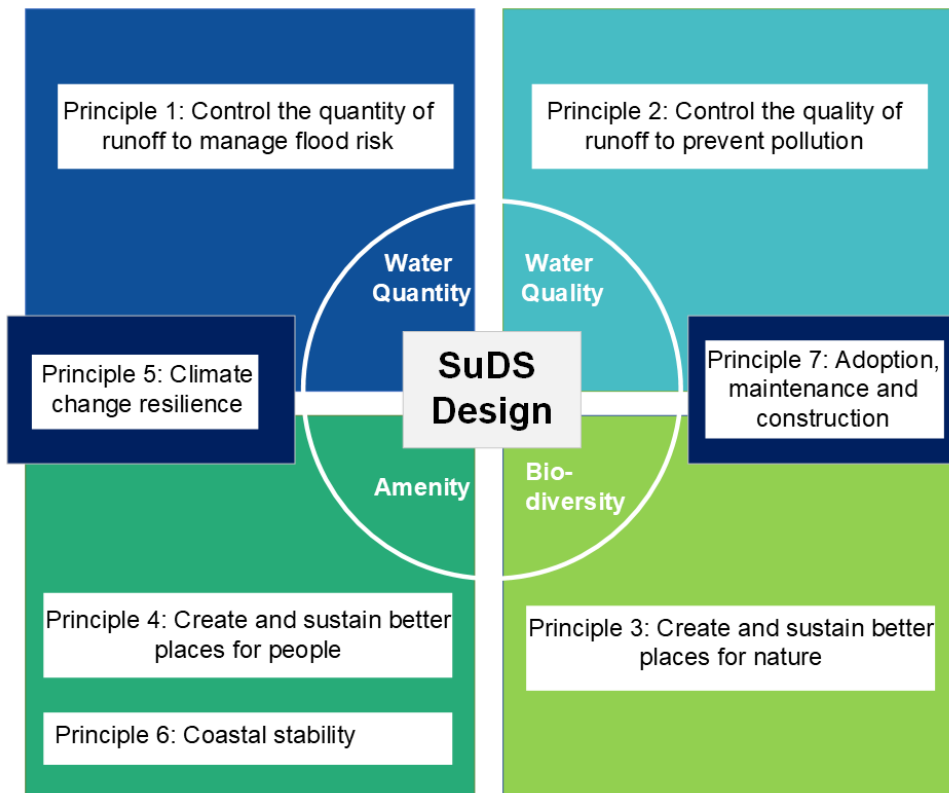 Principle 1: Control the quantity of
runoff to manage flood risk
Principle 2: Control the quality of
runoff to prevent pollution
Water
Quantity
Water
Quality
Principle 5: Climate
change resilience
SuDS
Design
Principle 7: Adoption,
maintenance and
construction
Amenity
Bio-
diversity
Principle 4: Create and sustain better
places for people
Principle 3: Create and sustain better
places for nature
Principle 6: Coastal stability